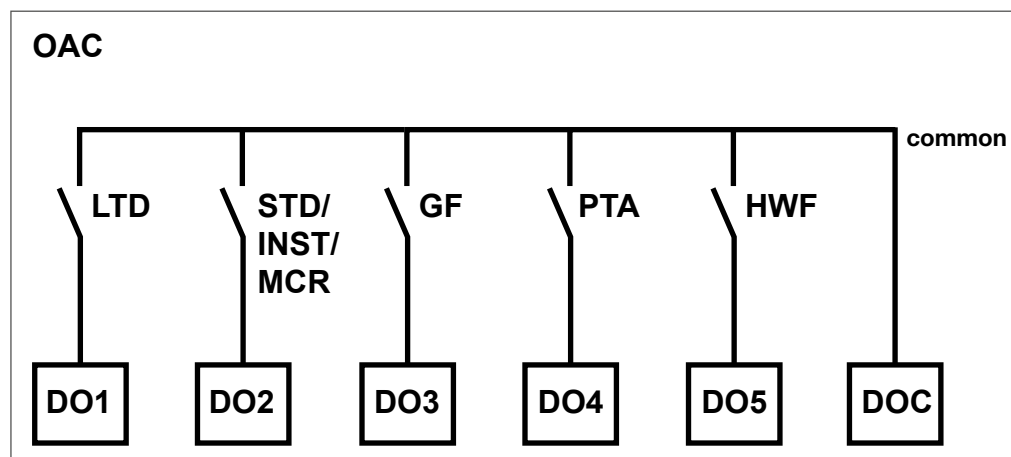 OAC
common
LTD
STD/
INST/
MCR
GF
PTA
HWF
DO1
DO2
DO3
DO4
DO5
DOC